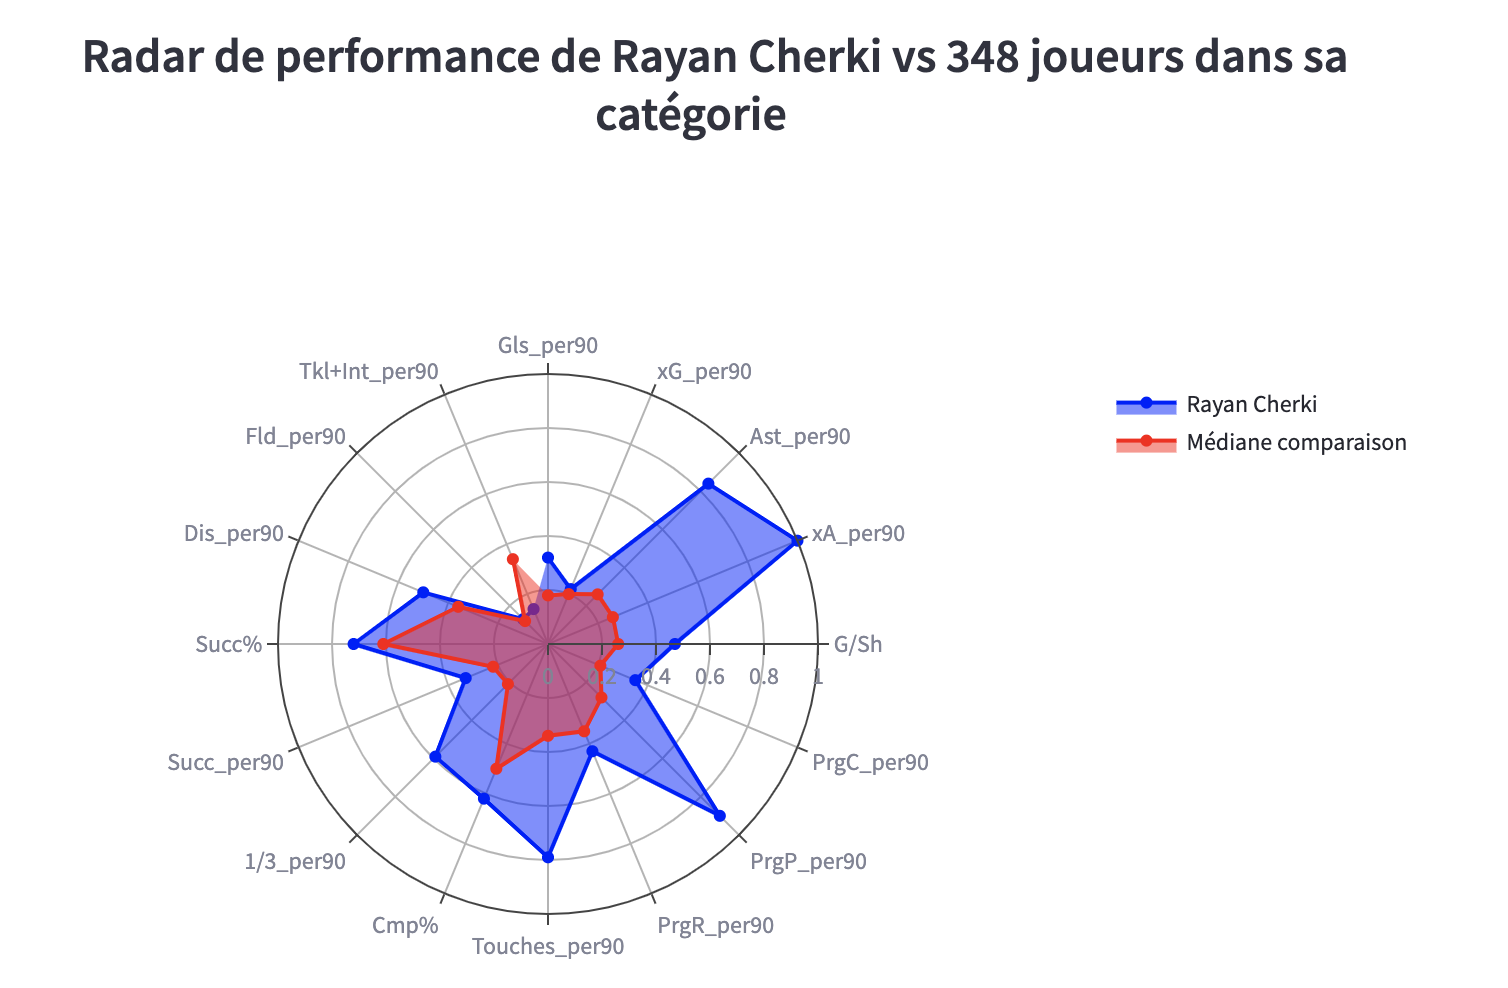 Radar de performance de Rayan Cherki vs 348 joueurs dans sa
catégorie
Gls_per90
Tkl+Int_per90
xG_per90
Fld_per90
Ast_per90
Dis_per90
xA_per90
Succ%
G/Sh
0 0.2 0.4 0.6 0.8 1
Succ_per90
PrgC_per90
1/3_per90
PrgP_per90
Cmp%
PrgR_per90
Touches_per90
Rayan Cherki
Médiane comparaison